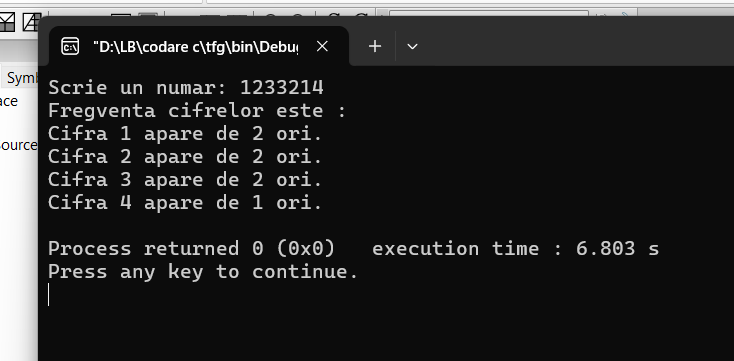 "D:\LB\codare c\tfg\bin\Debug
Symb
ace
ource
Scrie un numar: 1233214
Fregventa cifrelor este :
Cifra 1 apare de 2 ori.
Cifra 2 apare de 2 ori.
Cifra 3 apare de 2 ori.
Cifra 4 apare de 1 ori.
Process returned 0 (0x0)   execution time : 6.803 s
Press any key to continue.